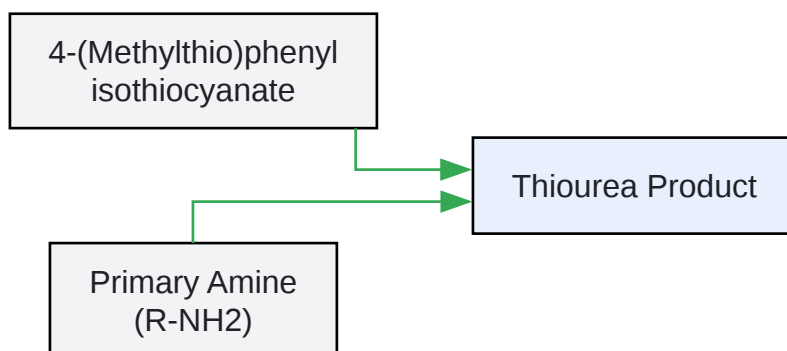 4-(Methylthio)phenyl
isothiocyanate
Thiourea Product
Primary Amine
(R-NH2)